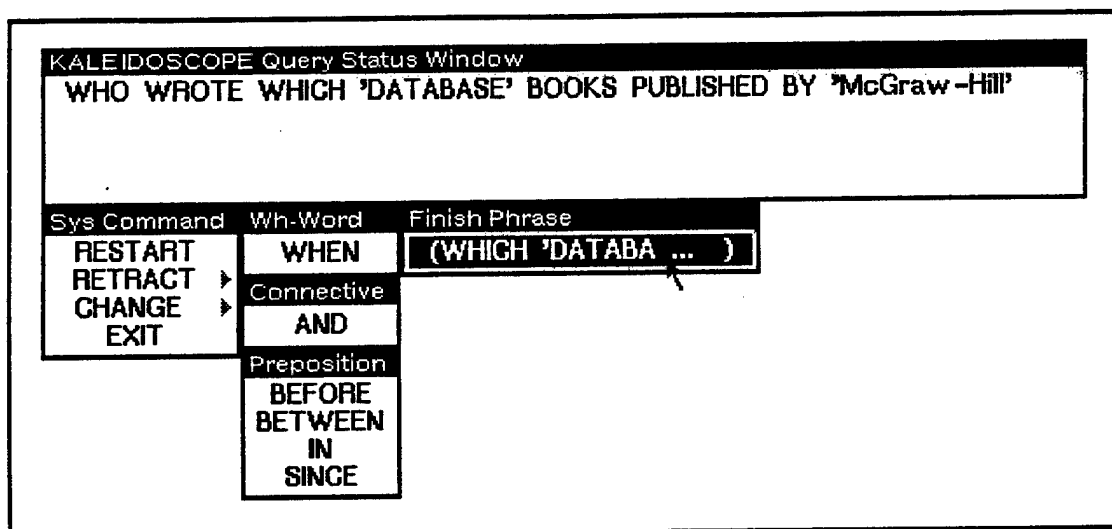 KALEIDOSCOPE Query Status Window
WHO WROTE WHICH 'DATABASE' BOOKS PUBLISHED BY 'McGraw-Hill'
Sys Command
RESTART
RETRACT
CHANGE
EXIT
Wh-Word
WHEN
Connective
AND
Preposition
BEFORE
BETWEEN
IN
SINCE
Finish Phrase
(WHICH 'DATABA ... )